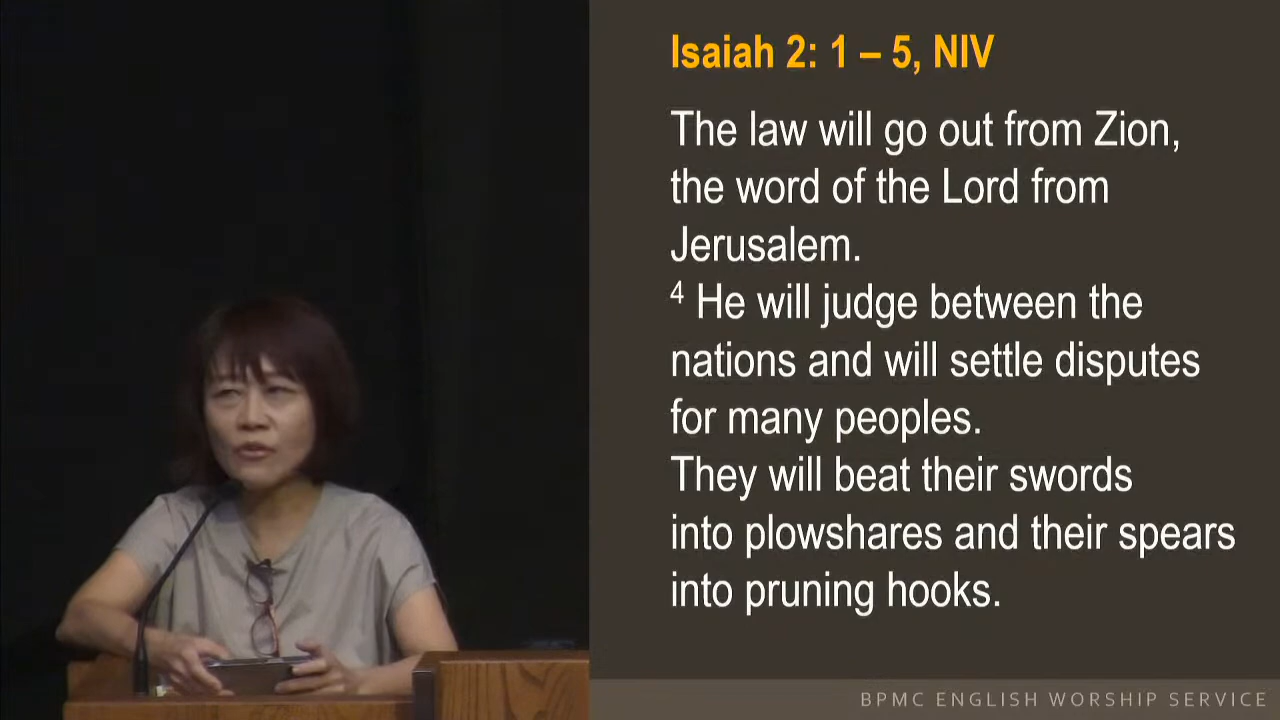 Isaiah 2: 1 – 5, NIV
The law will go out from Zion,
the word of the Lord from
Jerusalem.
4 He will judge between the
nations and will settle disputes
for many peoples.
They will beat their swords
into plowshares and their spears
into pruning hooks.
BPMC ENGLISH WORSHIP SERVICE